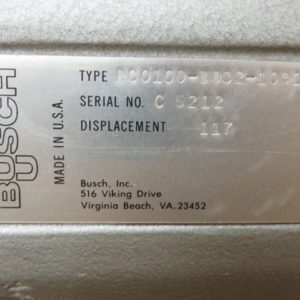 BUSCH
MADE IN U.S.A.
TYPE
SERIAL NO. C 5212
DISPLACEMENT 117
Busch, Inc.
516 Viking Drive
Virginia Beach, VA.23452